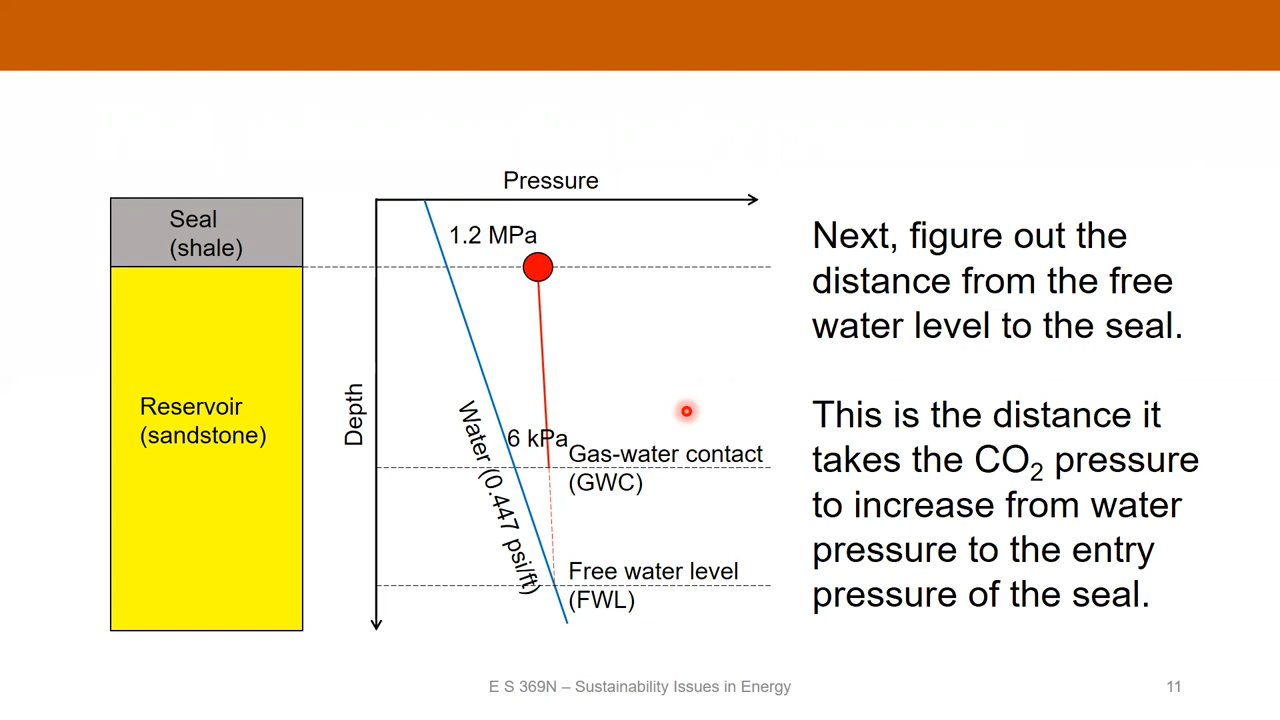 Pressure
Seal
(shale)
1.2 MPa
Reservoir
(sandstone)
Depth
Water (0.447 psi/ft)
6 kPa
Gas-water contact
(GWC)
Free water level
(FWL)
Next, figure out the
distance from the free
water level to the seal.
This is the distance it
takes the CO₂ pressure
to increase from water
pressure to the entry
pressure of the seal.
E S 369N – Sustainability Issues in Energy
11